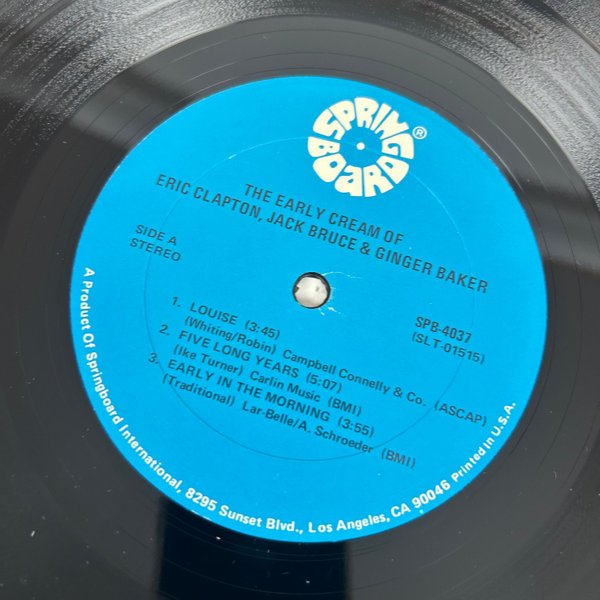 SPRING
BOARD®
THE EARLY CREAM OF
ERIC CLAPTON, JACK BRUCE & GINGER BAKER
SIDE A
STEREO
SPB-4037
(SLT-01515)
1. LOUISE (3:45)
(Whiting/Robin) Campbell Connelly & Co. (ASCAP)
2. FIVE LONG YEARS (5:07)
(Ike Turner) Carlin Music (BMI)
3. EARLY IN THE MORNING (3:55)
(Traditional) Lar-Belle/A. Schroeder (BMI)
A Product Of Springboard International, 8295 Sunset Blvd., Los Angeles, CA 90046 Printed in U.S.A.